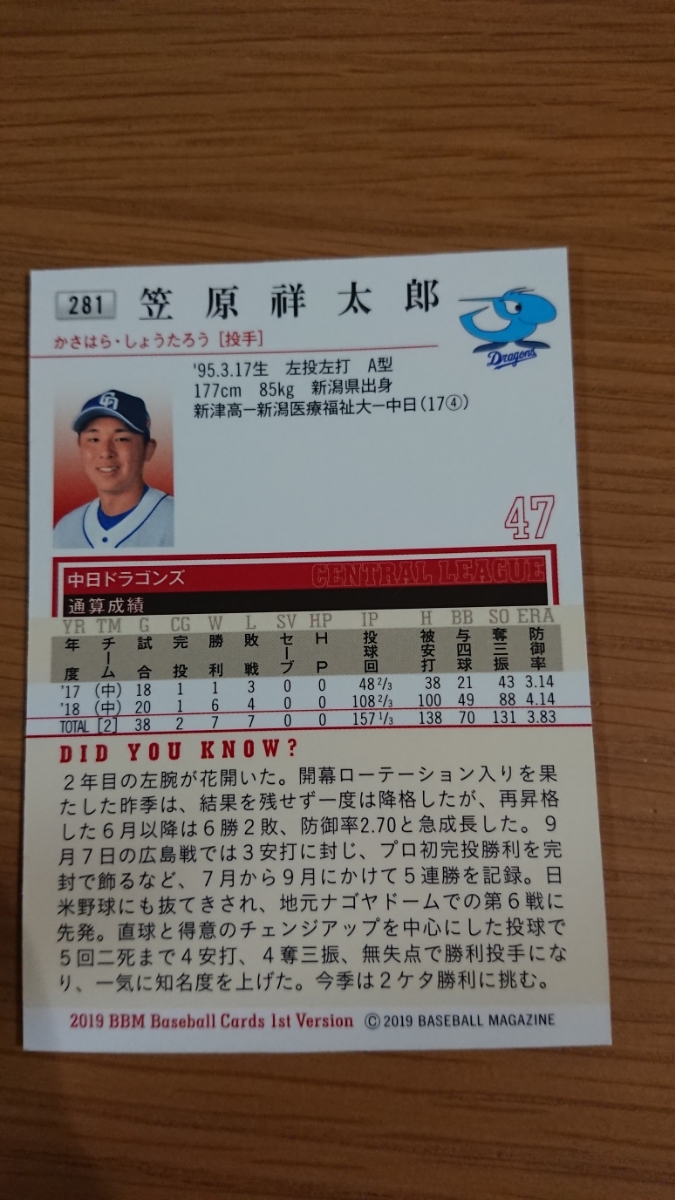 281 笠原祥太郎
かさはら・しょうたろう［投手］
Dragons
'95.3.17生　左投左打　A型
177cm　85kg　新潟県出身
新津高ー新潟医療福祉大ー中日（17④）
CD
47
中日ドラゴンズ CENTRAL LEAGUE
通算成績
YR TM G CG W L SV HP IP H BB SO ERA
年度 チーム 試合 完投 勝利 敗戦 セーブ HP 投球回 被安打 与四球 奪三振 防御率
'17 (中) 18 1 1 3 0 0 48 2/3 38 21 43 3.14
'18 (中) 20 1 6 4 0 0 108 2/3 100 49 88 4.14
TOTAL [2] 38 2 7 7 0 0 157 1/3 138 70 131 3.83
DID YOU KNOW?
２年目の左腕が花開いた。開幕ローテーション入りを果
たした昨季は、結果を残せず一度は降格したが、再昇格
した６月以降は６勝２敗、防御率2.70と急成長した。９
月７日の広島戦では３安打に封じ、プロ初完投勝利を完
封で飾るなど、７月から９月にかけて５連勝を記録。日
米野球にも抜てきされ、地元ナゴヤドームでの第６戦に
先発。直球と得意のチェンジアップを中心にした投球で
５回二死まで４安打、４奪三振、無失点で勝利投手にな
り、一気に知名度を上げた。今季は２ケタ勝利に挑む。
2019 BBM Baseball Cards 1st Version ©2019 BASEBALL MAGAZINE